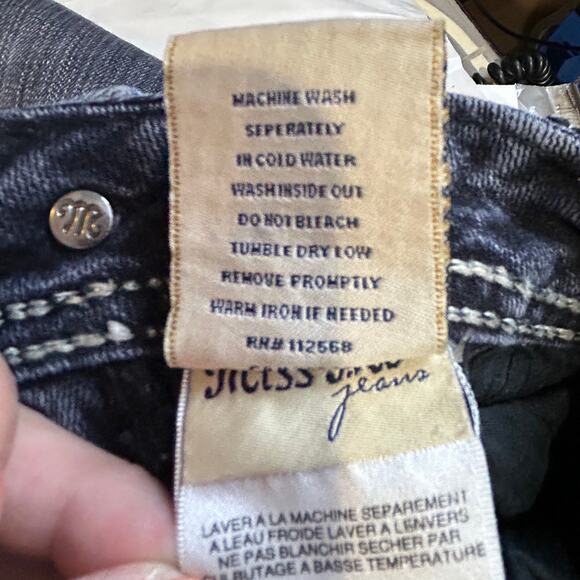 MACHINE WASH
SEPERATELY
IN COLD WATER
WASH INSIDE OUT
DO NOT BLEACH
TUMBLE DRY LOW
REMOVE PROMPTLY
WARM IRON IF NEEDED
RN# 112568
Miss
jeans
LAVER A LA MACHINE SEPAREMENT
A LEAU FROIDE LAVER A LENVERS
NE PAS BLANCHIR SECHER PAR
CULBUTAGE A BASSE TEMPERATURE
M